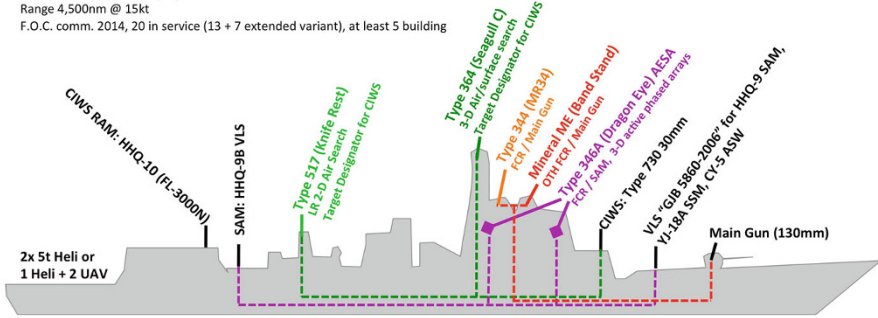 Range 4,500nm @ 15kt
F.O.C. comm. 2014, 20 in service (13 + 7 extended variant), at least 5 building
CIWS RAM: HHQ-10 (FL-3000N)
SAM: HHQ-9B VLS
Type 517 (Knife Rest)
LR 2-D Air Search
Target Designator for CIWS
Type 364 (Seagull C)
3-D Air/surface search
Target Designator for CIWS
Type 344 (MR34)
FCR / Main Gun
Mineral ME (Band Stand)
OTH FCR / Main Gun
Type 346A (Dragon Eye) AESA
FCR / SAM, 3-D active phased arrays
CIWS: Type 730 30mm
VLS “GJB 5860-2006” for HHQ-9 SAM,
YJ-18A SSM, CY-5 ASW
Main Gun (130mm)
2x 5t Heli or
1 Heli + 2 UAV